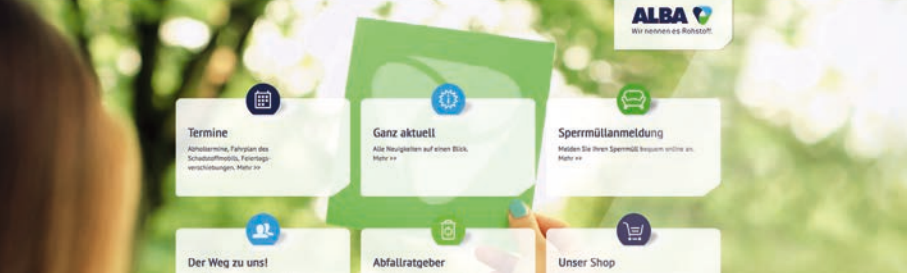 ALBA
Wir nennen es Rohstoff.
Termine
Abholtermine, Fahrplan des
Schadstoffmobils, Feiertags-
verschiebungen. Mehr >>
Ganz aktuell
Alle Neuigkeiten auf einen Blick.
Mehr >>
Sperrmüllanmeldung
Melden Sie Ihren Sperrmüll bequem online an.
Mehr >>
Der Weg zu uns!
Abfallratgeber
Unser Shop